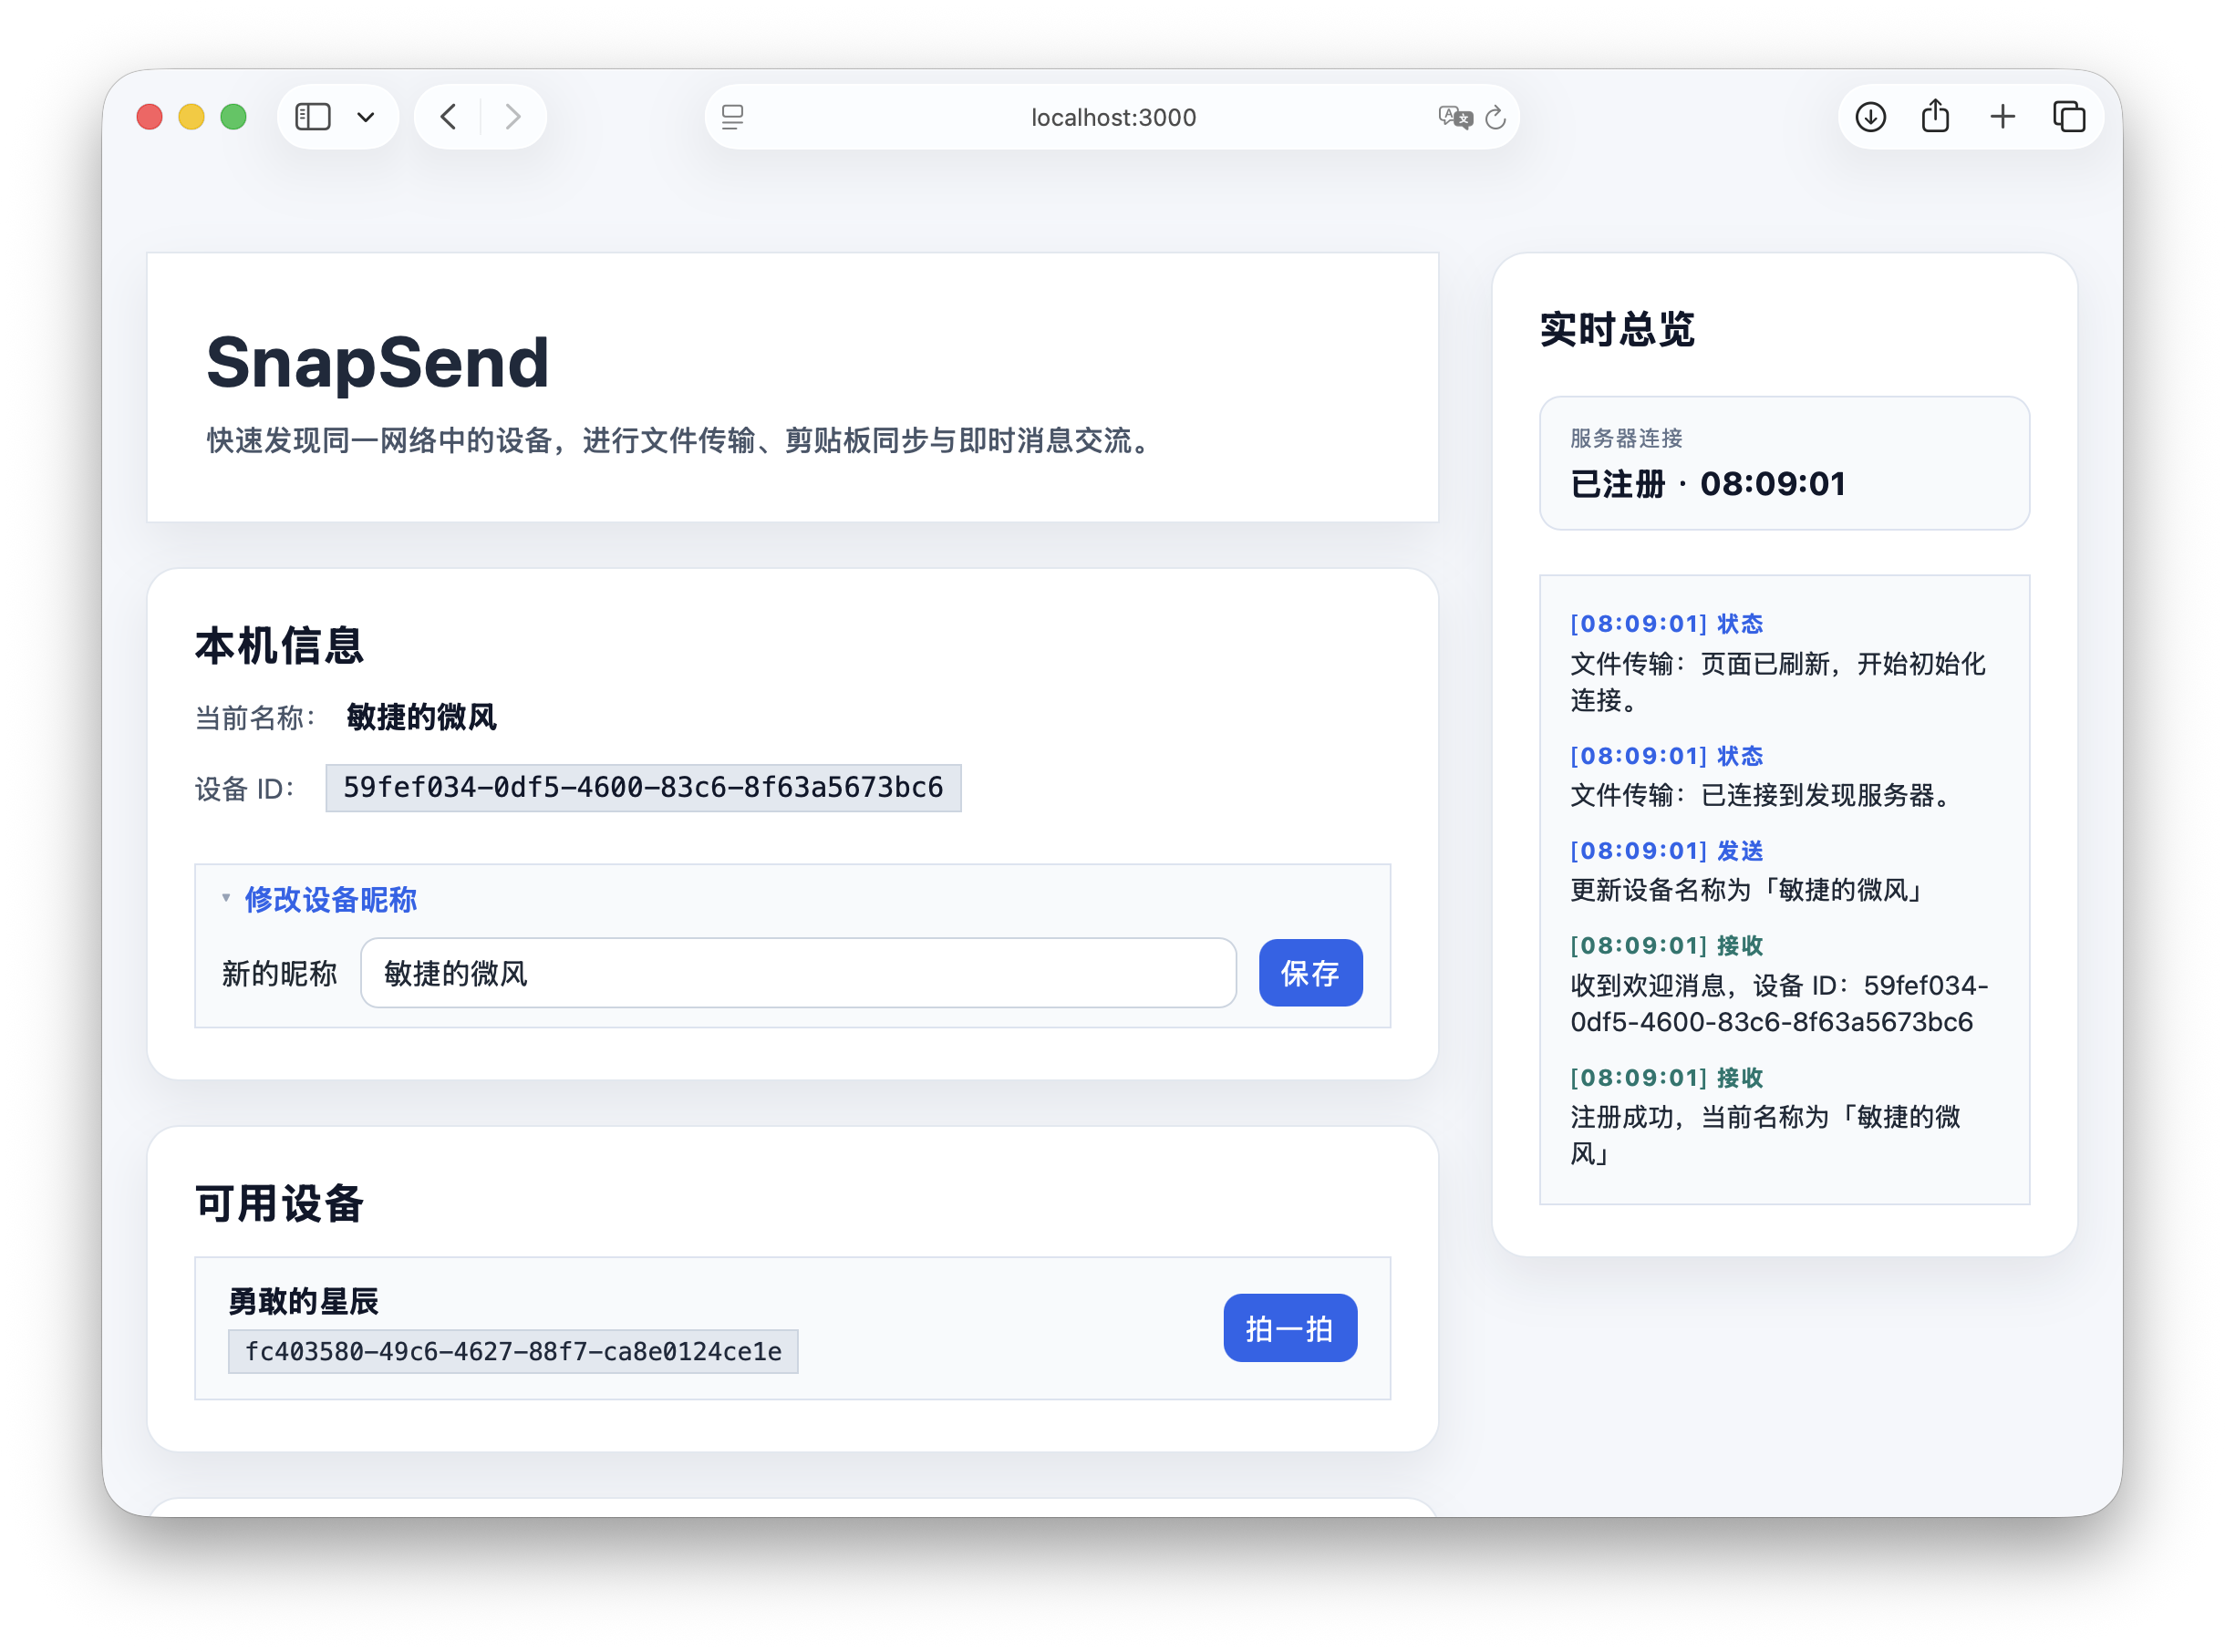 localhost:3000
SnapSend
快速发现同一网络中的设备，进行文件传输、剪贴板同步与即时消息交流。
本机信息
当前名称： 敏捷的微风
设备 ID： 59fef034-0df5-4600-83c6-8f63a5673bc6
修改设备昵称
新的昵称 敏捷的微风 保存
可用设备
勇敢的星辰
fc403580-49c6-4627-88f7-ca8e0124ce1e
拍一拍
实时总览
服务器连接
已注册 · 08:09:01
[08:09:01] 状态
文件传输：页面已刷新，开始初始化
连接。
[08:09:01] 状态
文件传输：已连接到发现服务器。
[08:09:01] 发送
更新设备名称为「敏捷的微风」
[08:09:01] 接收
收到欢迎消息，设备 ID：59fef034-
0df5-4600-83c6-8f63a5673bc6
[08:09:01] 接收
注册成功，当前名称为「敏捷的微
风」